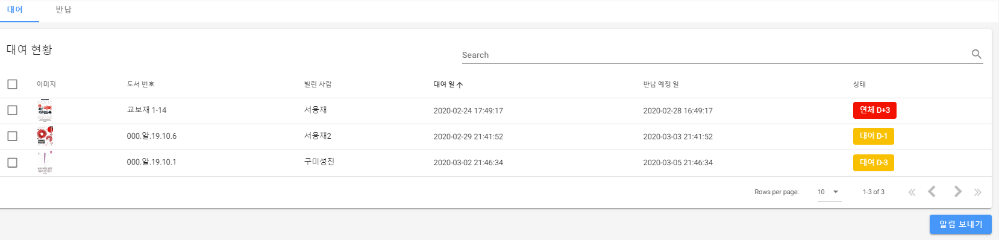 대여 반납
대여 현황
Search
이미지 도서 번호 빌린 사람 대여 일 반납 예정 일 상태
서버
가이드북
교보재 1-14 서용재 2020-02-24 17:49:17 2020-02-28 16:49:17 연체 D+3
000.알.19.10.6 서용재2 2020-02-29 21:41:52 2020-03-03 21:41:52 대여 D-1
000.알.19.10.1 구미성진 2020-03-02 21:46:34 2020-03-05 21:46:34 대여 D-3
Rows per page: 10 1-3 of 3
알림 보내기